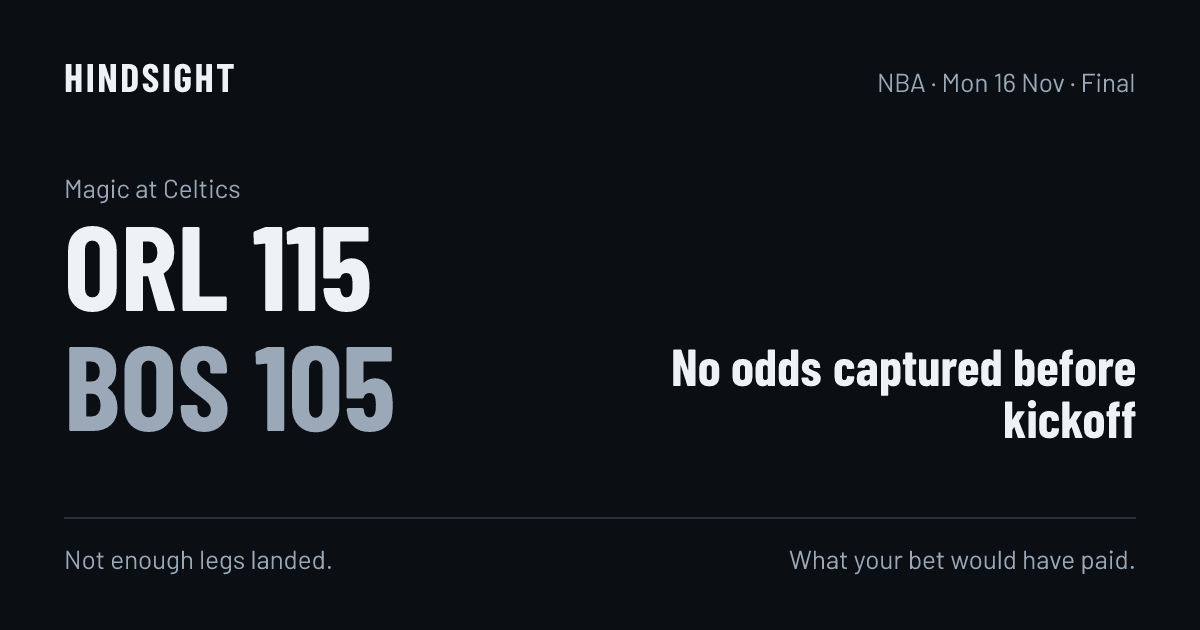 HINDSIGHT
NBA · Mon 16 Nov · Final
Magic at Celtics
ORL 115
BOS 105
No odds captured before
kickoff
Not enough legs landed.
What your bet would have paid.